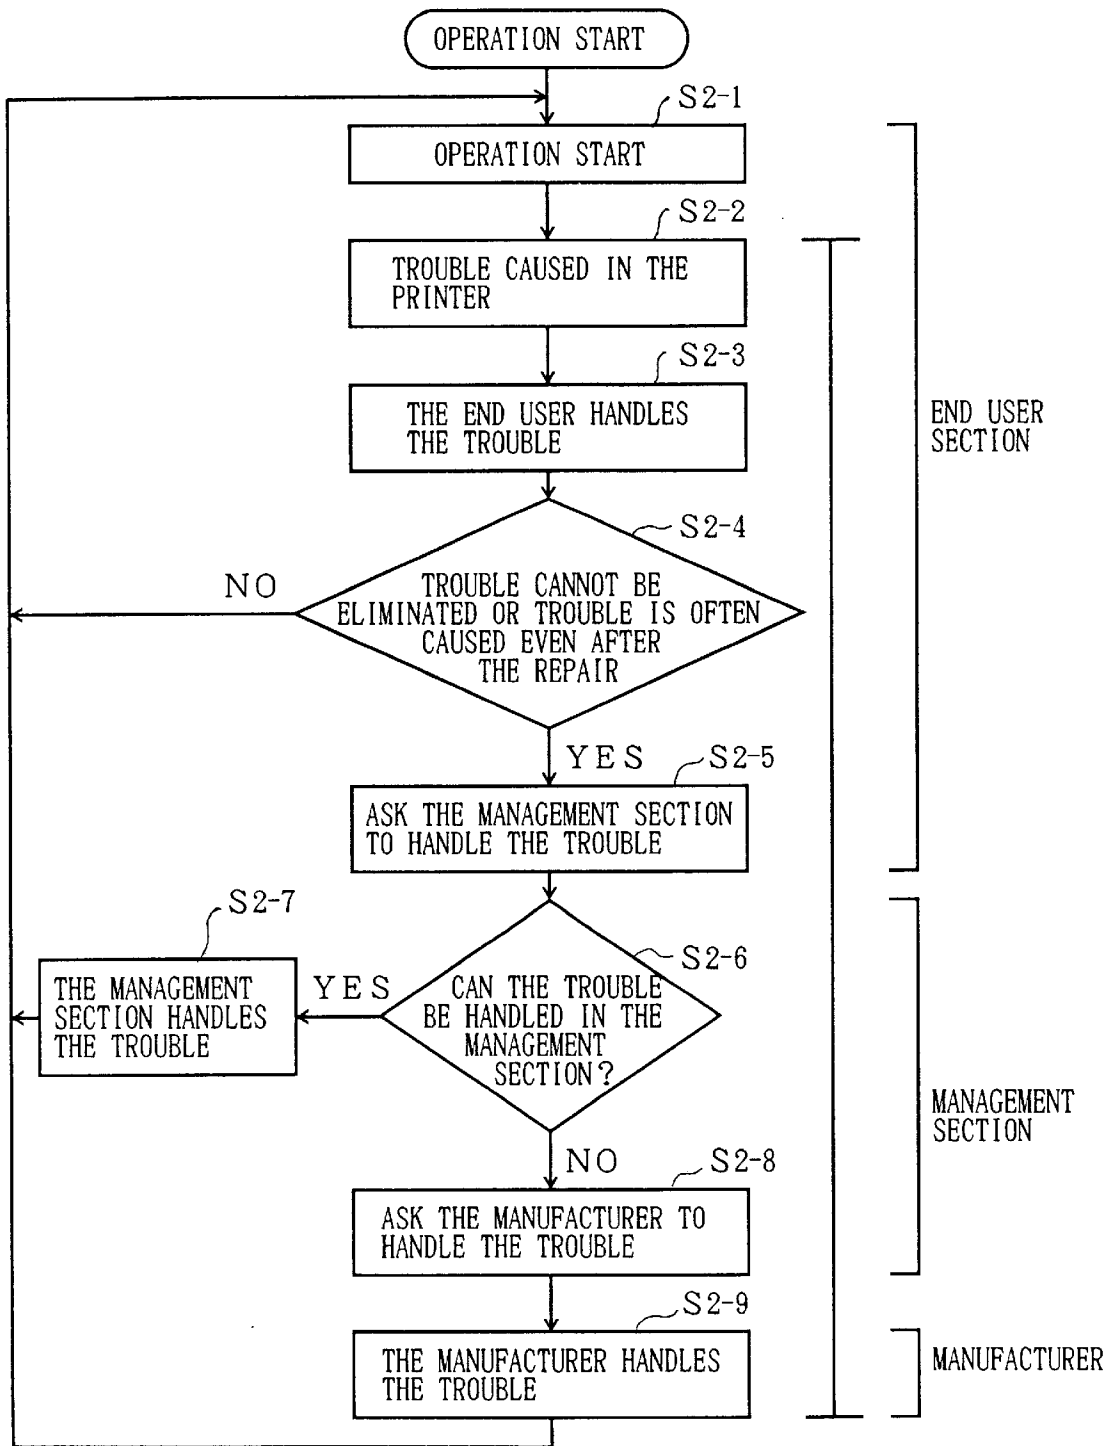 OPERATION START
S2-1
OPERATION START
S2-2
TROUBLE CAUSED IN THE
PRINTER
S2-3
THE END USER HANDLES
THE TROUBLE
END USER
SECTION
S2-4
NO
TROUBLE CANNOT BE
ELIMINATED OR TROUBLE IS OFTEN
CAUSED EVEN AFTER
THE REPAIR
YES
S2-5
ASK THE MANAGEMENT SECTION
TO HANDLE THE TROUBLE
S2-7
S2-6
THE MANAGEMENT
SECTION HANDLES
THE TROUBLE
YES
CAN THE TROUBLE
BE HANDLED IN THE
MANAGEMENT
SECTION?
MANAGEMENT
SECTION
NO
S2-8
ASK THE MANUFACTURER TO
HANDLE THE TROUBLE
S2-9
THE MANUFACTURER HANDLES
THE TROUBLE
MANUFACTURER